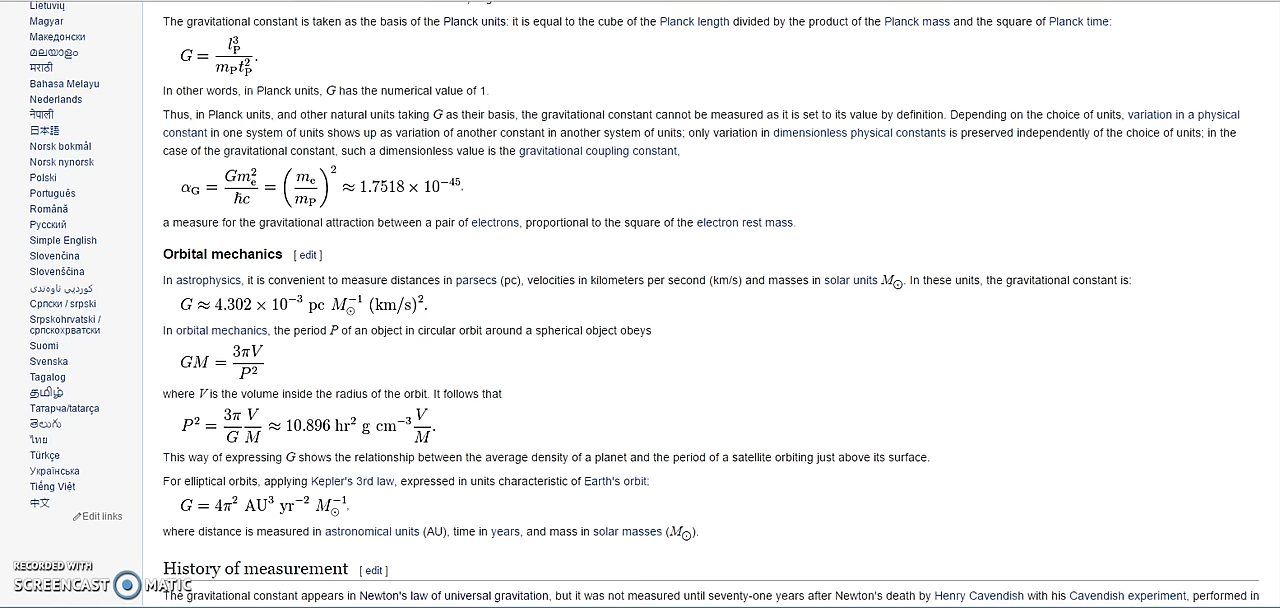 Lietuvių
Magyar
Македонски
മലയാളം
मराठी
Bahasa Melayu
Nederlands
नेपाली
日本語
Norsk bokmål
Norsk nynorsk
Polski
Português
Română
Русский
Simple English
Slovenčina
Slovenščina
کوردیی ناوەندی
Српски / srpski
Srpskohrvatski /
српскохрватски
Suomi
Svenska
Tagalog
தமிழ்
Татарча/tatarça
తెలుగు
ไทย
Türkçe
Українська
Tiếng Việt
中文
Edit links
The gravitational constant is taken as the basis of the Planck units: it is equal to the cube of the Planck length divided by the product of the Planck mass and the square of Planck time:
G = l_P^3 / (m_P t_P^2).
In other words, in Planck units, G has the numerical value of 1.
Thus, in Planck units, and other natural units taking G as their basis, the gravitational constant cannot be measured as it is set to its value by definition. Depending on the choice of units, variation in a physical
constant in one system of units shows up as variation of another constant in another system of units; only variation in dimensionless physical constants is preserved independently of the choice of units; in the
case of the gravitational constant, such a dimensionless value is the gravitational coupling constant,
α_G = G m_e^2 / (ħc) = (m_e / m_P)^2 ≈ 1.7518 × 10^−45,
a measure for the gravitational attraction between a pair of electrons, proportional to the square of the electron rest mass.
Orbital mechanics [ edit ]
In astrophysics, it is convenient to measure distances in parsecs (pc), velocities in kilometers per second (km/s) and masses in solar units M_⊙. In these units, the gravitational constant is:
G ≈ 4.302 × 10^−3 pc M_⊙^−1 (km/s)^2.
In orbital mechanics, the period P of an object in circular orbit around a spherical object obeys
GM = 3πV / P^2
where V is the volume inside the radius of the orbit. It follows that
P^2 = (3π / G) (V / M) ≈ 10.896 hr^2 g cm^−3 V / M.
This way of expressing G shows the relationship between the average density of a planet and the period of a satellite orbiting just above its surface.
For elliptical orbits, applying Kepler's 3rd law, expressed in units characteristic of Earth's orbit:
G = 4π^2 AU^3 yr^−2 M_⊙^−1,
where distance is measured in astronomical units (AU), time in years, and mass in solar masses (M_⊙).
History of measurement [ edit ]
The gravitational constant appears in Newton's law of universal gravitation, but it was not measured until seventy-one years after Newton's death by Henry Cavendish with his Cavendish experiment, performed in
RECORDED WITH
SCREENCAST MATIC